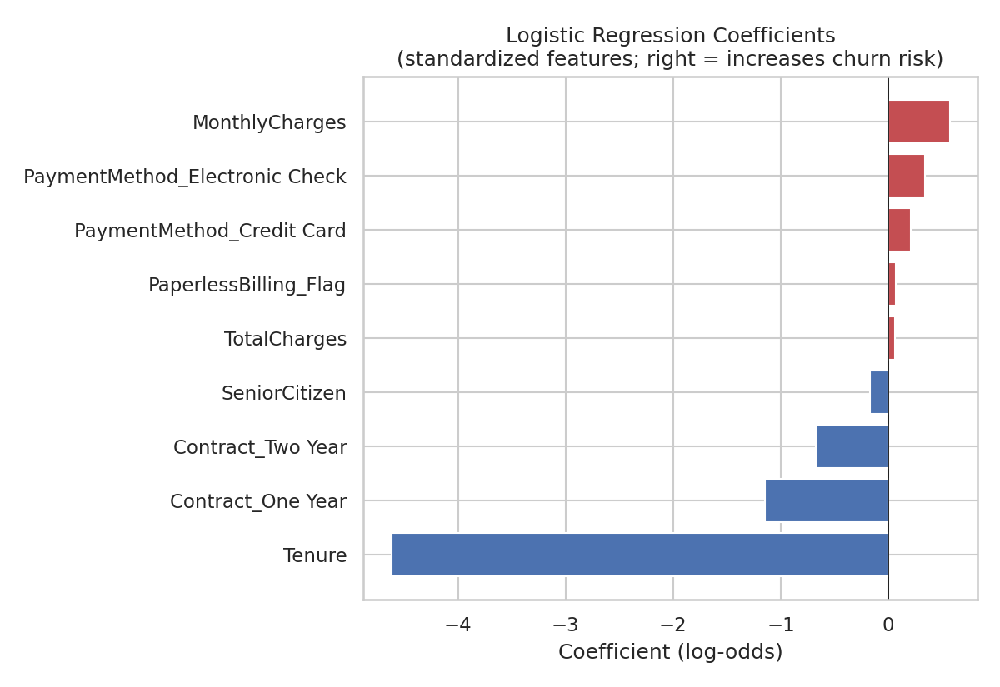 Logistic Regression Coefficients
(standardized features; right = increases churn risk)
MonthlyCharges
PaymentMethod_Electronic Check
PaymentMethod_Credit Card
PaperlessBilling_Flag
TotalCharges
SeniorCitizen
Contract_Two Year
Contract_One Year
Tenure
−4 −3 −2 −1 0
Coefficient (log-odds)